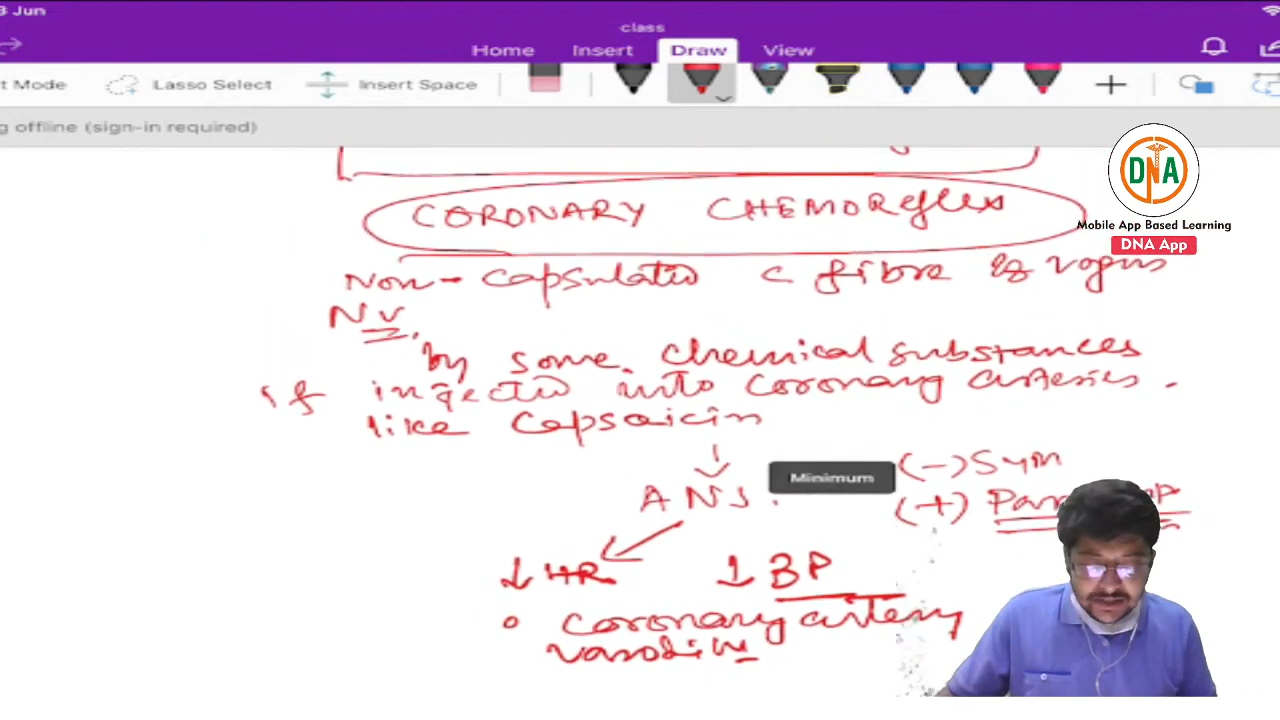 3 Jun
class
Home Insert Draw View
t Mode Lasso Select Insert Space
g offline (sign-in required)
DNA
Mobile App Based Learning
DNA App
CORONARY CHEMOReflex
Non-Capsulated C fibre of vagus
Nv.
by some chemical substances
if injected into coronary arteries.
like Capsaicin
Minimum
(-) Sym
ANS.
(+)
↓ HR ↓ BP
coronary artery